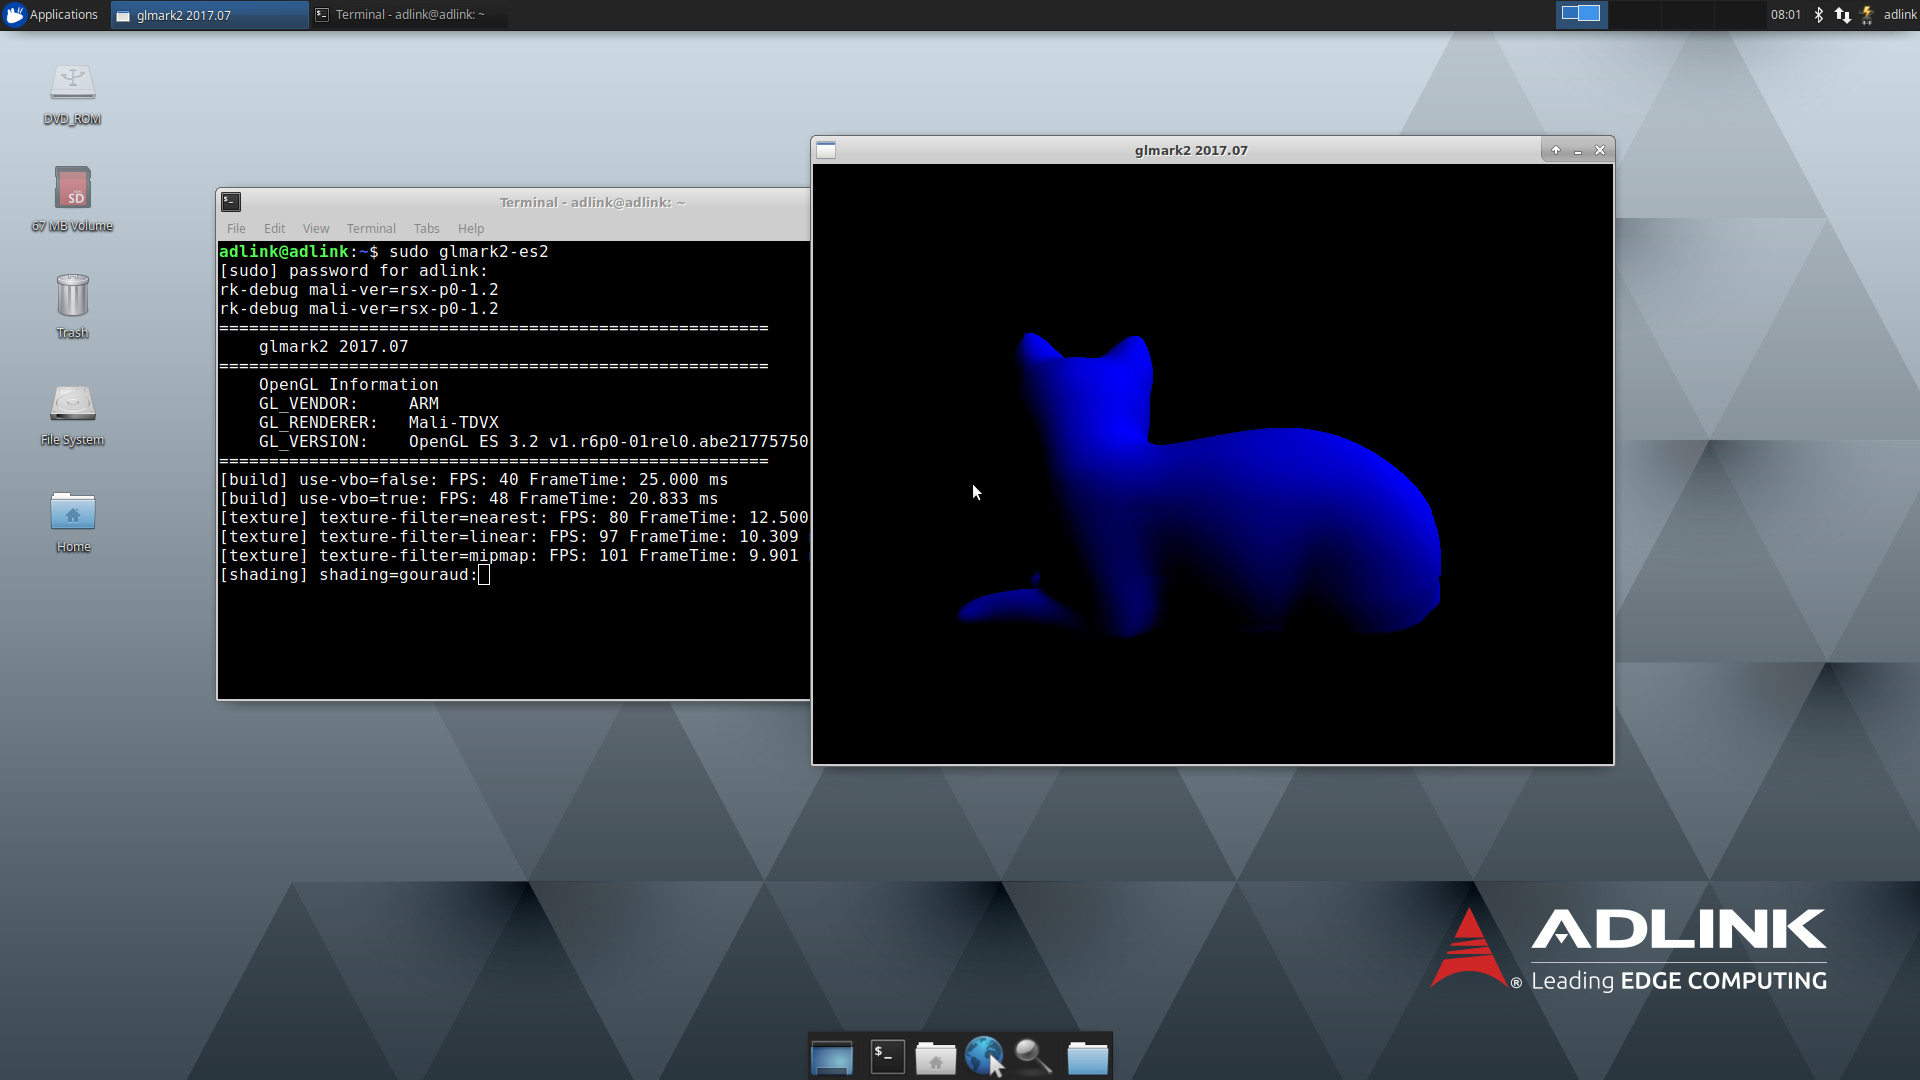 Applications
glmark2 2017.07
Terminal - adlink@adlink: ~
08:01
adlink
DVD_ROM
SD
67 MB Volume
Trash
File System
Home
Terminal - adlink@adlink: ~
File Edit View Terminal Tabs Help
adlink@adlink:~$ sudo glmark2-es2
[sudo] password for adlink:
rk-debug mali-ver=rsx-p0-1.2
rk-debug mali-ver=rsx-p0-1.2
=======================================================
    glmark2 2017.07
=======================================================
    OpenGL Information
    GL_VENDOR:     ARM
    GL_RENDERER:   Mali-TDVX
    GL_VERSION:    OpenGL ES 3.2 v1.r6p0-01rel0.abe21775750
=======================================================
[build] use-vbo=false: FPS: 40 FrameTime: 25.000 ms
[build] use-vbo=true: FPS: 48 FrameTime: 20.833 ms
[texture] texture-filter=nearest: FPS: 80 FrameTime: 12.500
[texture] texture-filter=linear: FPS: 97 FrameTime: 10.309
[texture] texture-filter=mipmap: FPS: 101 FrameTime: 9.901
[shading] shading=gouraud:
glmark2 2017.07
ADLINK
® Leading EDGE COMPUTING
$_